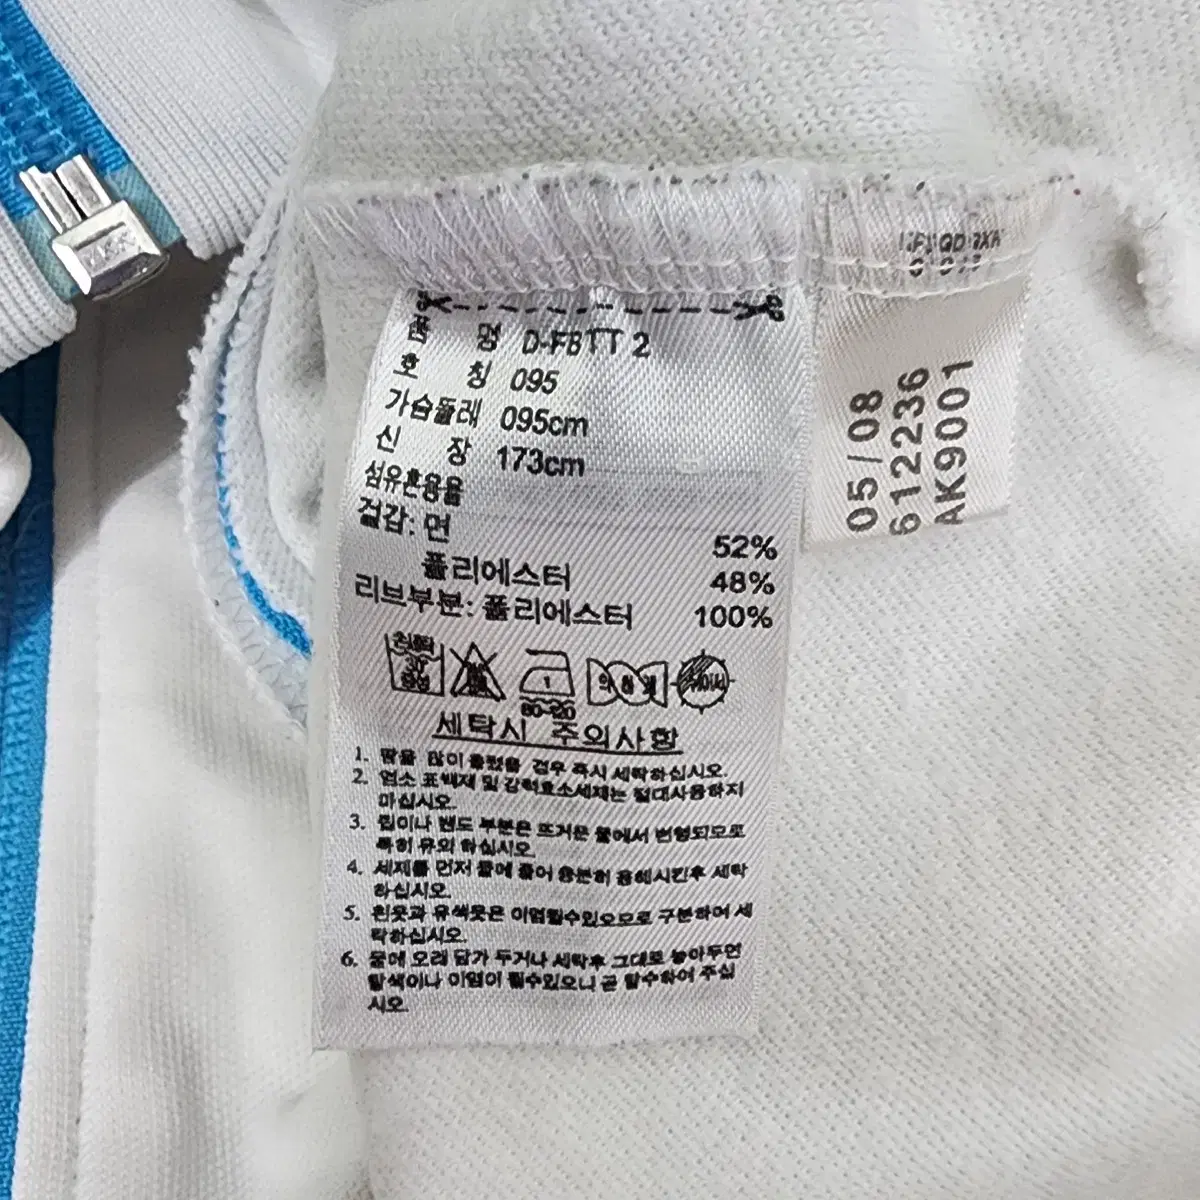 품 명 D-FBTT 2
호 칭 095
가슴둘레 095cm
신 장 173cm
섬유혼용율
겉감: 면 52%
폴리에스터 48%
리브부분: 폴리에스터 100%
80~120
세탁시 주의사항
1. 땀을 많이 흘렸을 경우 즉시 세탁하십시오.
2. 염소 표백제 및 강력효소세제는 절대사용하지
마십시오.
3. 립이나 밴드 부분은 뜨거운 물에서 변형되므로
특히 유의 하십시오.
4. 세제를 먼저 물에 풀어 충분히 용해시킨후 세탁
하십시오.
5. 흰옷과 유색옷은 이염될수있으므로 구분하여 세
탁하십시오.
6. 물에 오래 담가 두거나 세탁후 그대로 놓아두면
탈색이나 이염이 될수있으니 곧 탈수하여 주십
시오.
05/08
612236
AK9001